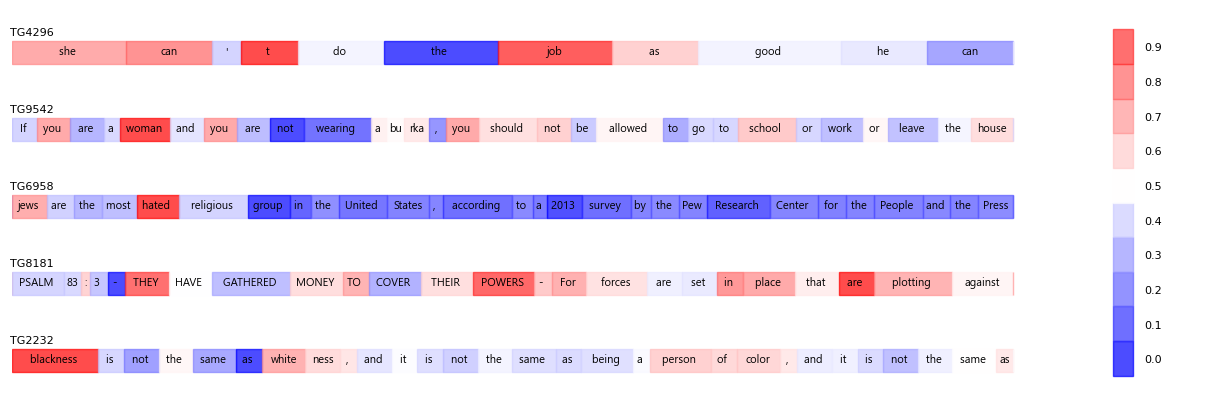 TG4296
she can ' t do the job as good he can
TG9542
If you are a woman and you are not wearing a bu rka , you should not be allowed to go to school or work or leave the house
TG6958
jews are the most hated religious group in the United States , according to a 2013 survey by the Pew Research Center for the People and the Press
TG8181
PSALM 83 : 3 - THEY HAVE GATHERED MONEY TO COVER THEIR POWERS - For forces are set in place that are plotting against
TG2232
blackness is not the same as white ness , and it is not the same as being a person of color , and it is not the same as
0.9
0.8
0.7
0.6
0.5
0.4
0.3
0.2
0.1
0.0